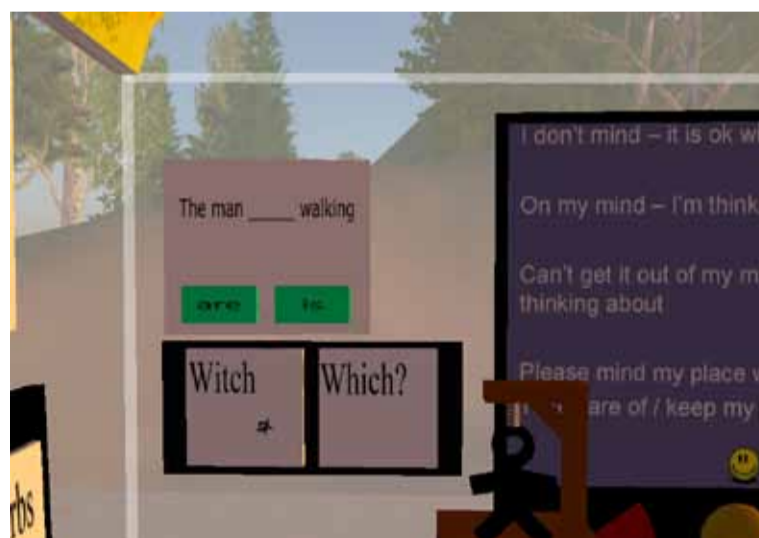 The man _____ walking
are
is
Witch
Which?
I don't mind – it is ok
On my mind – I'm think
Can't get it out of my m
thinking about
Please mind my place
are of / keep my
rbs